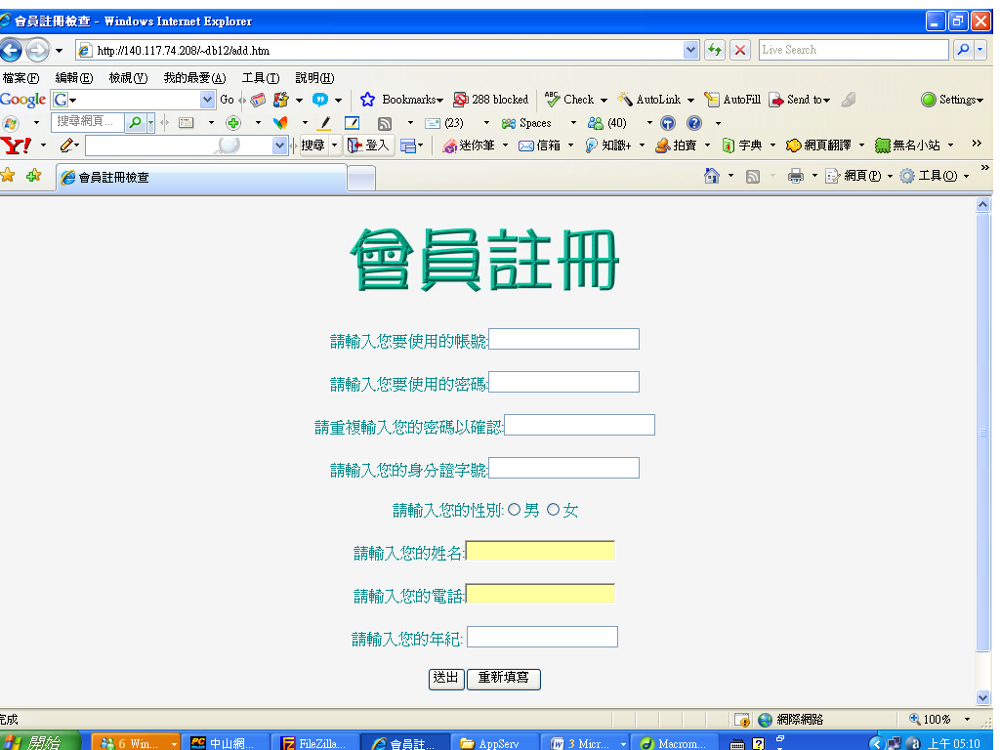 會員註冊檢查 - Windows Internet Explorer
http://140.117.74.208/~db12/add.htm
Live Search
檔案(F) 編輯(E) 檢視(V) 我的最愛(A) 工具(T) 說明(H)
Google G Go Bookmarks 288 blocked ABC Check AutoLink AutoFill Send to Settings
搜尋網頁... (23) Spaces (40)
Y! 搜尋 登入 迷你筆 信箱 知識+ 拍賣 字典 網頁翻譯 無名小站 »
會員註冊檢查 網頁(P) 工具(O) »
會員註冊
請輸入您要使用的帳號:
請輸入您要使用的密碼:
請重複輸入您的密碼以確認:
請輸入您的身分證字號:
請輸入您的性別: 男 女
請輸入您的姓名:
請輸入您的電話:
請輸入您的年紀:
送出 重新填寫
完成 網際網路 100%
開始 6 Win... 中山網... FileZilla... 會員註... AppServ 3 Micr... Macrom... 上午 05:10